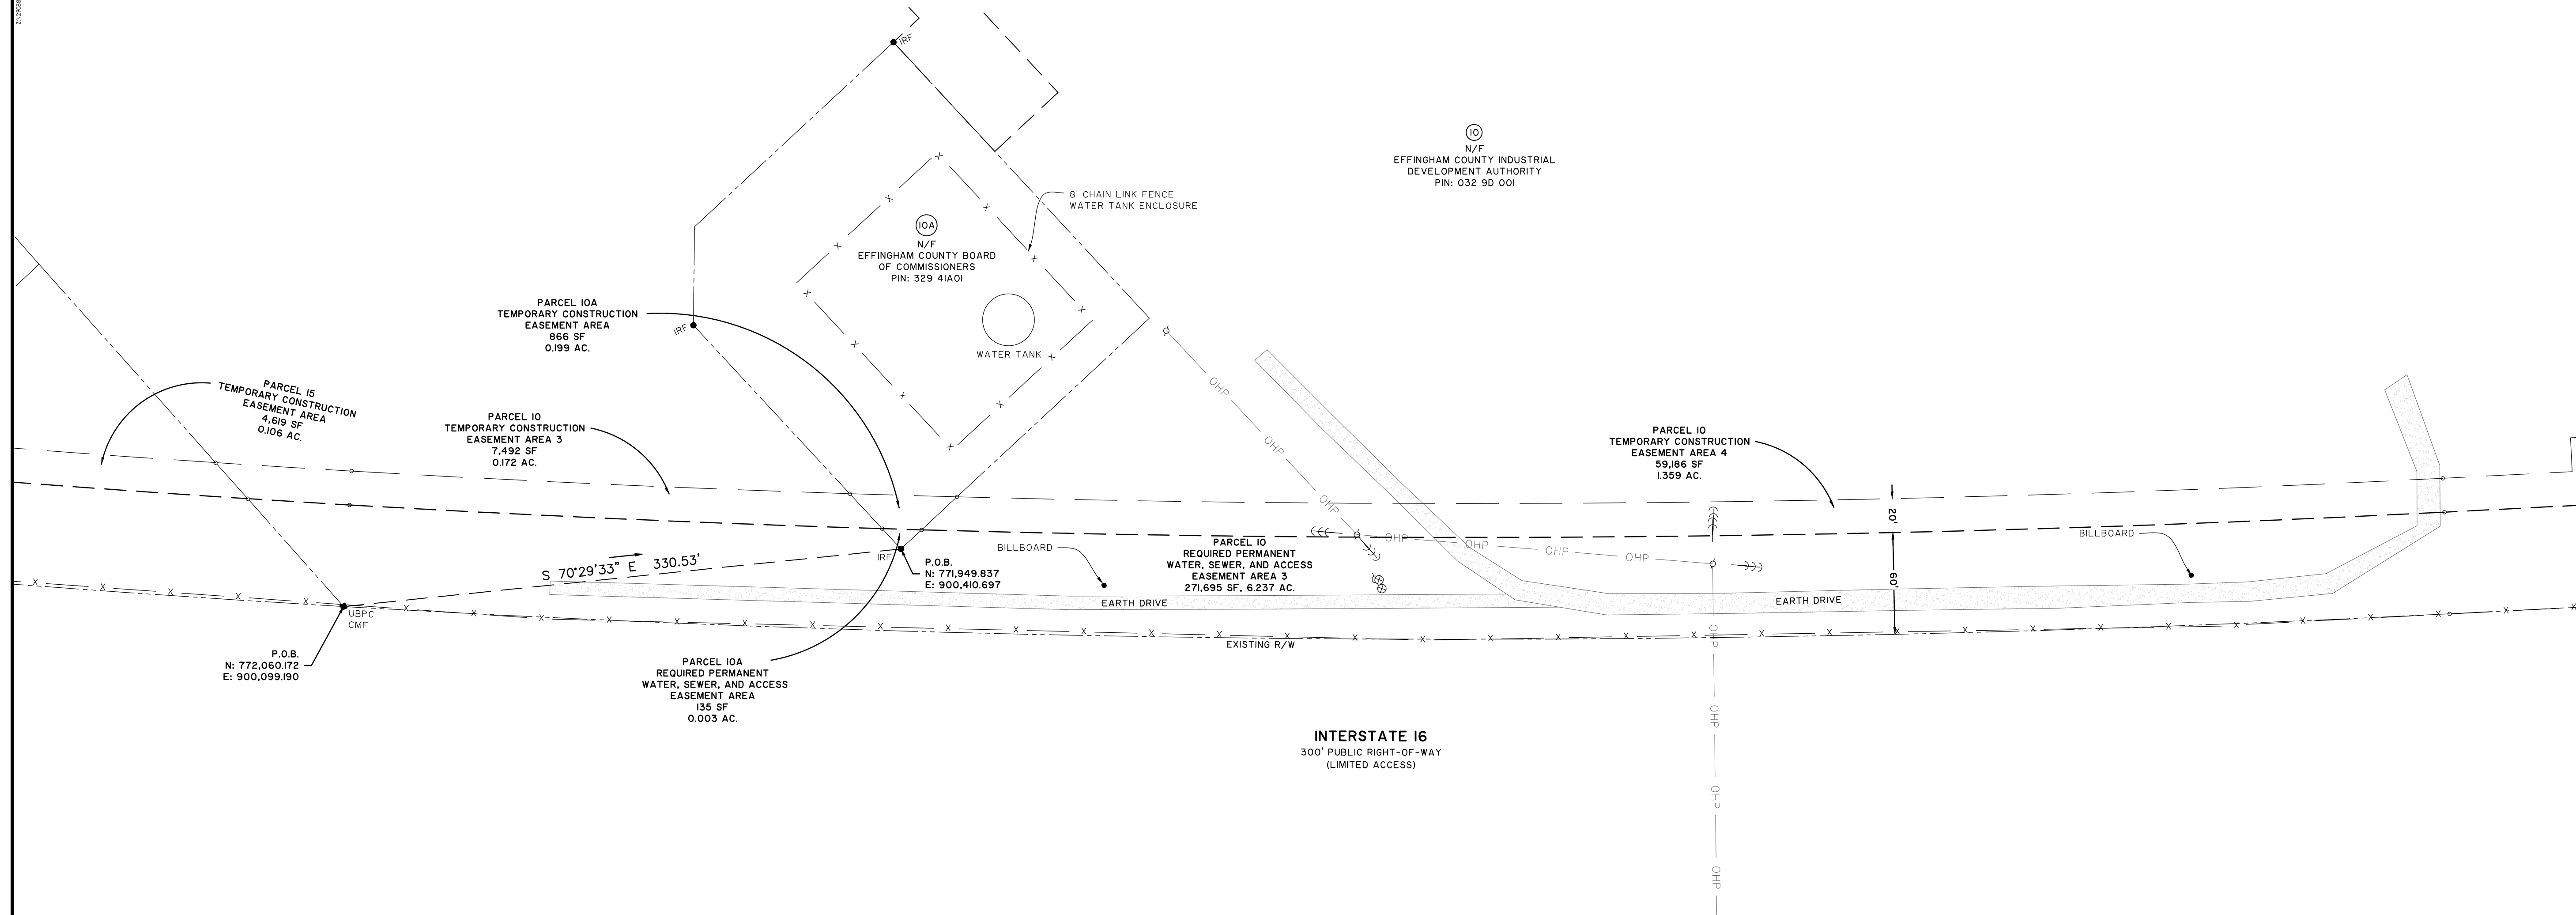 Z:\29088
IRF
10
N/F
EFFINGHAM COUNTY INDUSTRIAL
DEVELOPMENT AUTHORITY
PIN: 032 9D 001
8' CHAIN LINK FENCE
WATER TANK ENCLOSURE
10A
N/F
EFFINGHAM COUNTY BOARD
OF COMMISSIONERS
PIN: 329 41A01
WATER TANK
PARCEL 10A
TEMPORARY CONSTRUCTION
EASEMENT AREA
866 SF
0.199 AC.
IRF
PARCEL 15
TEMPORARY CONSTRUCTION
EASEMENT AREA
4,619 SF
0.106 AC.
PARCEL 10
TEMPORARY CONSTRUCTION
EASEMENT AREA 3
7,492 SF
0.172 AC.
OHP
OHP
OHP
PARCEL 10
TEMPORARY CONSTRUCTION
EASEMENT AREA 4
59,186 SF
1.359 AC.
20'
60'
BILLBOARD
OHP
OHP
OHP
OHP
PARCEL 10
REQUIRED PERMANENT
WATER, SEWER, AND ACCESS
EASEMENT AREA 3
271,695 SF, 6.237 AC.
BILLBOARD
IRF
P.O.B.
N: 771,949.837
E: 900,410.697
S 70°29'33" E 330.53'
EARTH DRIVE
EARTH DRIVE
UBPC
CMF
P.O.B.
N: 772,060.172
E: 900,099.190
EXISTING R/W
PARCEL 10A
REQUIRED PERMANENT
WATER, SEWER, AND ACCESS
EASEMENT AREA
135 SF
0.003 AC.
INTERSTATE 16
300' PUBLIC RIGHT-OF-WAY
(LIMITED ACCESS)
OHP
OHP
OHP
OHP